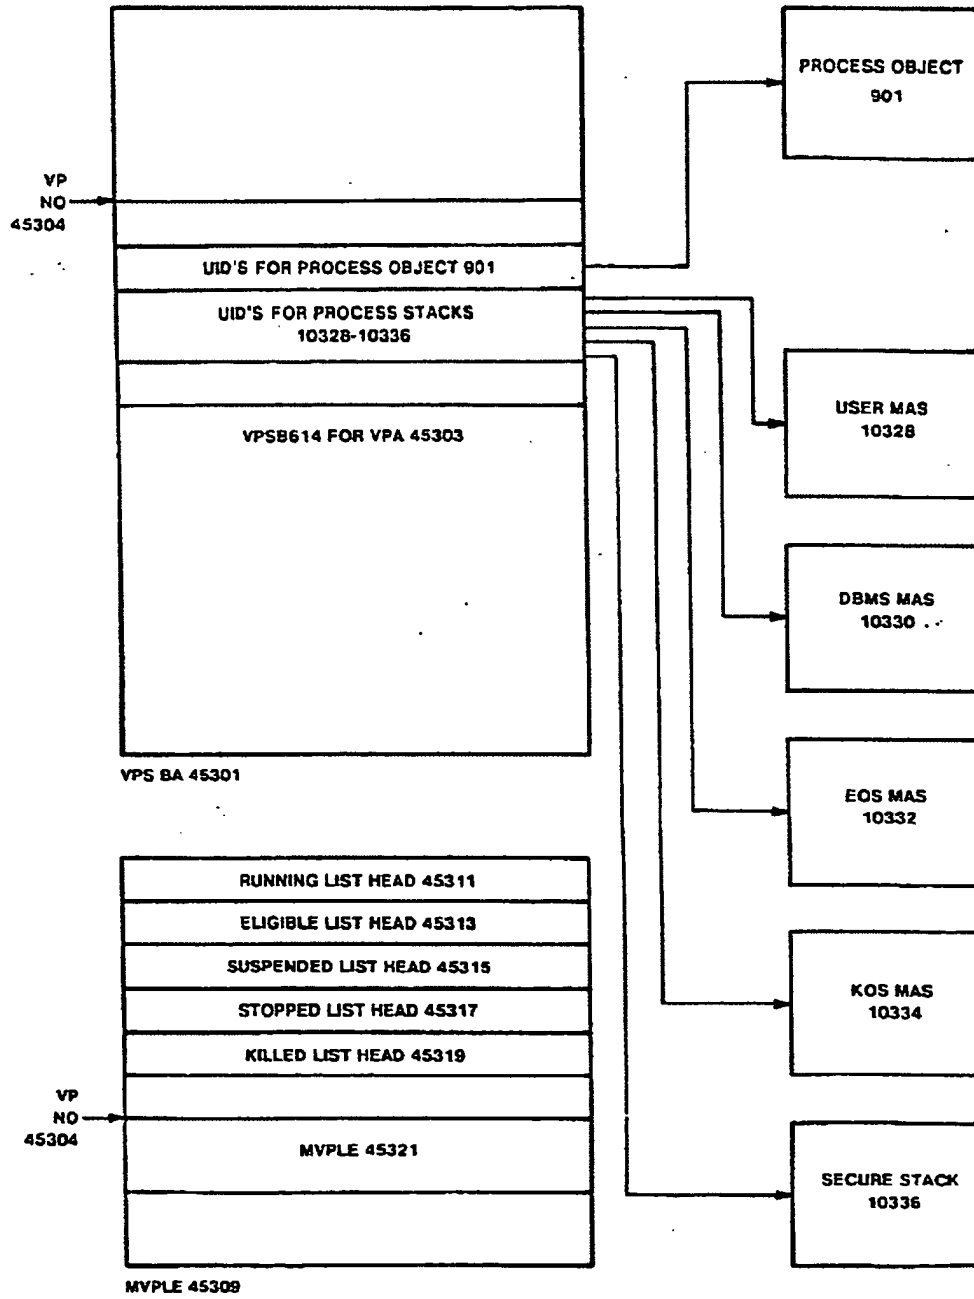 PROCESS OBJECT
901
VP
NO
45304
UID'S FOR PROCESS OBJECT 901
UID'S FOR PROCESS STACKS
10328-10336
VPSB614 FOR VPA 45303
USER MAS
10328
DBMS MAS
10330
EOS MAS
10332
KOS MAS
10334
SECURE STACK
10336
VPS BA 45301
RUNNING LIST HEAD 45311
ELIGIBLE LIST HEAD 45313
SUSPENDED LIST HEAD 45315
STOPPED LIST HEAD 45317
KILLED LIST HEAD 45319
VP
NO
45304
MVPLE 45321
MVPLE 45309